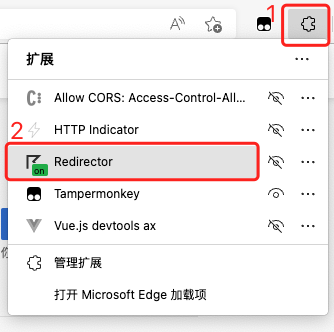 1
A
扩展
Allow CORS: Access-Control-All...
2
HTTP Indicator
on
Redirector
Tampermonkey
Vue.js devtools ax
管理扩展
打开 Microsoft Edge 加载项